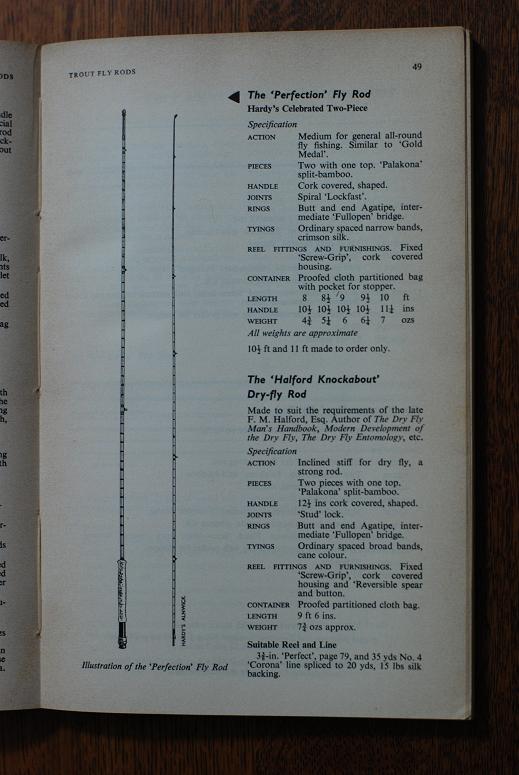 TROUT FLY RODS
49
The 'Perfection' Fly Rod
Hardy's Celebrated Two-Piece
Specification
ACTION Medium for general all-round
fly fishing. Similar to 'Gold
Medal'.
PIECES Two with one top. 'Palakona'
split-bamboo.
HANDLE Cork covered, shaped.
JOINTS Spiral 'Lockfast'.
RINGS Butt and end Agatipe, inter-
mediate 'Fullopen' bridge.
TYINGS Ordinary spaced narrow bands,
crimson silk.
REEL FITTINGS AND FURNISHINGS. Fixed
'Screw-Grip', cork covered
housing.
CONTAINER Proofed cloth partitioned bag
with pocket for stopper.
LENGTH 8 8½ 9 9½ 10 ft
HANDLE 10½ 10½ 10½ 10½ 11¼ ins
WEIGHT 4¾ 5¼ 6 6¼ 7 ozs
All weights are approximate
10½ ft and 11 ft made to order only.
The 'Halford Knockabout'
Dry-fly Rod
Made to suit the requirements of the late
F. M. Halford, Esq. Author of The Dry Fly
Man's Handbook, Modern Development of
the Dry Fly, The Dry Fly Entomology, etc.
Specification
ACTION Inclined stiff for dry fly, a
strong rod.
PIECES Two pieces with one top.
'Palakona' split-bamboo.
HANDLE 12½ ins cork covered, shaped.
JOINTS 'Stud' lock.
RINGS Butt and end Agatipe, inter-
mediate 'Fullopen' bridge.
TYINGS Ordinary spaced broad bands,
cane colour.
REEL FITTINGS AND FURNISHINGS. Fixed
'Screw-Grip', cork covered
housing and 'Reversible spear
and button.
CONTAINER Proofed partitioned cloth bag.
LENGTH 9 ft 6 ins.
WEIGHT 7¾ ozs approx.
Suitable Reel and Line
'Perfect', page 79, and 35 yds No. 4
'Corona' line spliced to 20 yds, 15 lbs silk
backing.
HARDY'S ALNWICK
Illustration of the 'Perfection' Fly Rod